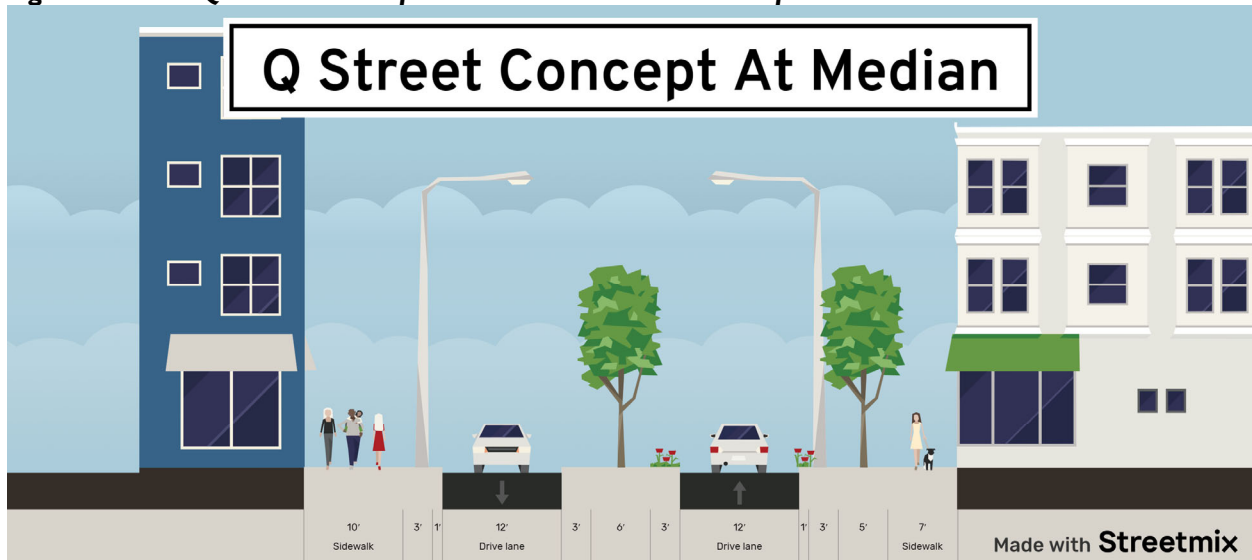 Q Street Concept At Median
10' 3' 1' 12' 3' 6' 3' 12' 1' 3' 5' 7'
Sidewalk Drive lane Drive lane Sidewalk
Made with Streetmix